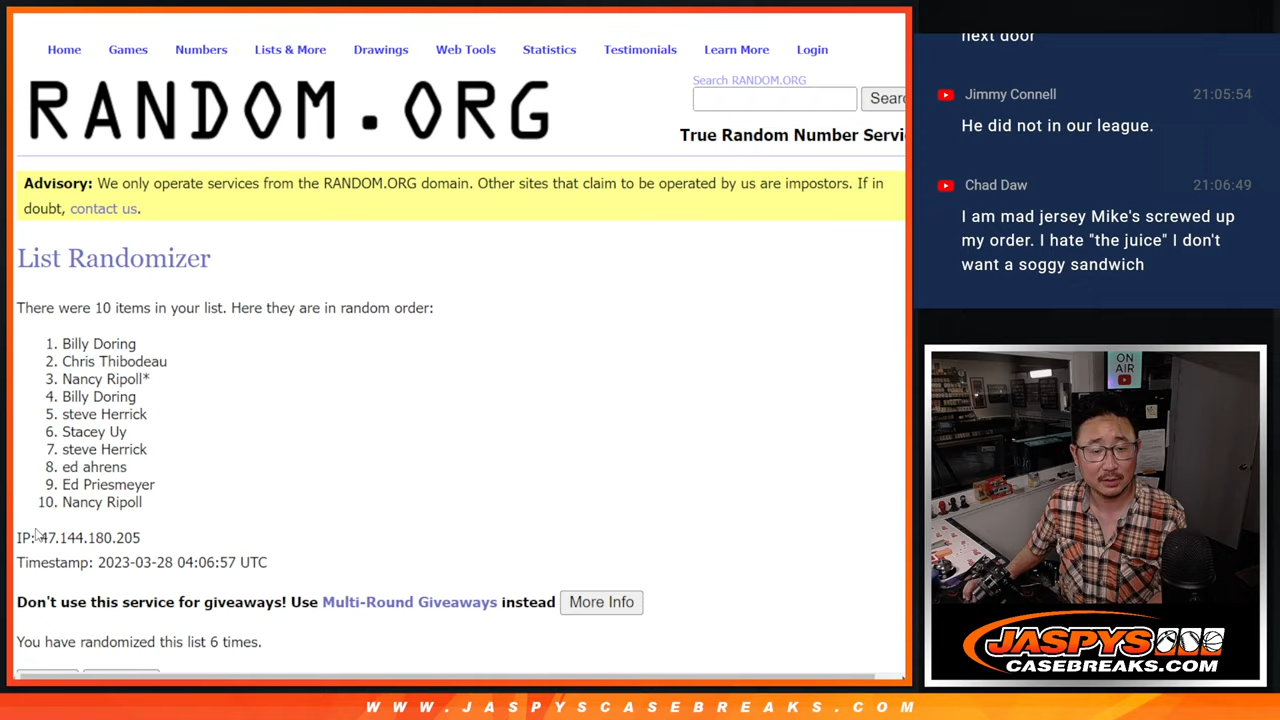 Home Games Numbers Lists & More Drawings Web Tools Statistics Testimonials Learn More Login
RANDOM.ORG
Search RANDOM.ORG
Searc
True Random Number Servi
Advisory: We only operate services from the RANDOM.ORG domain. Other sites that claim to be operated by us are impostors. If in
doubt, contact us.
List Randomizer
There were 10 items in your list. Here they are in random order:
1. Billy Doring
2. Chris Thibodeau
3. Nancy Ripoll*
4. Billy Doring
5. steve Herrick
6. Stacey Uy
7. steve Herrick
8. ed ahrens
9. Ed Priesmeyer
10. Nancy Ripoll
IP: 47.144.180.205
Timestamp: 2023-03-28 04:06:57 UTC
Don't use this service for giveaways! Use Multi-Round Giveaways instead More Info
You have randomized this list 6 times.
next door
Jimmy Connell 21:05:54
He did not in our league.
Chad Daw 21:06:49
I am mad jersey Mike's screwed up
my order. I hate "the juice" I don't
want a soggy sandwich
ON
AIR
JASPYS
CASEBREAKS.COM
WWW.JASPYSCASEBREAKS.COM